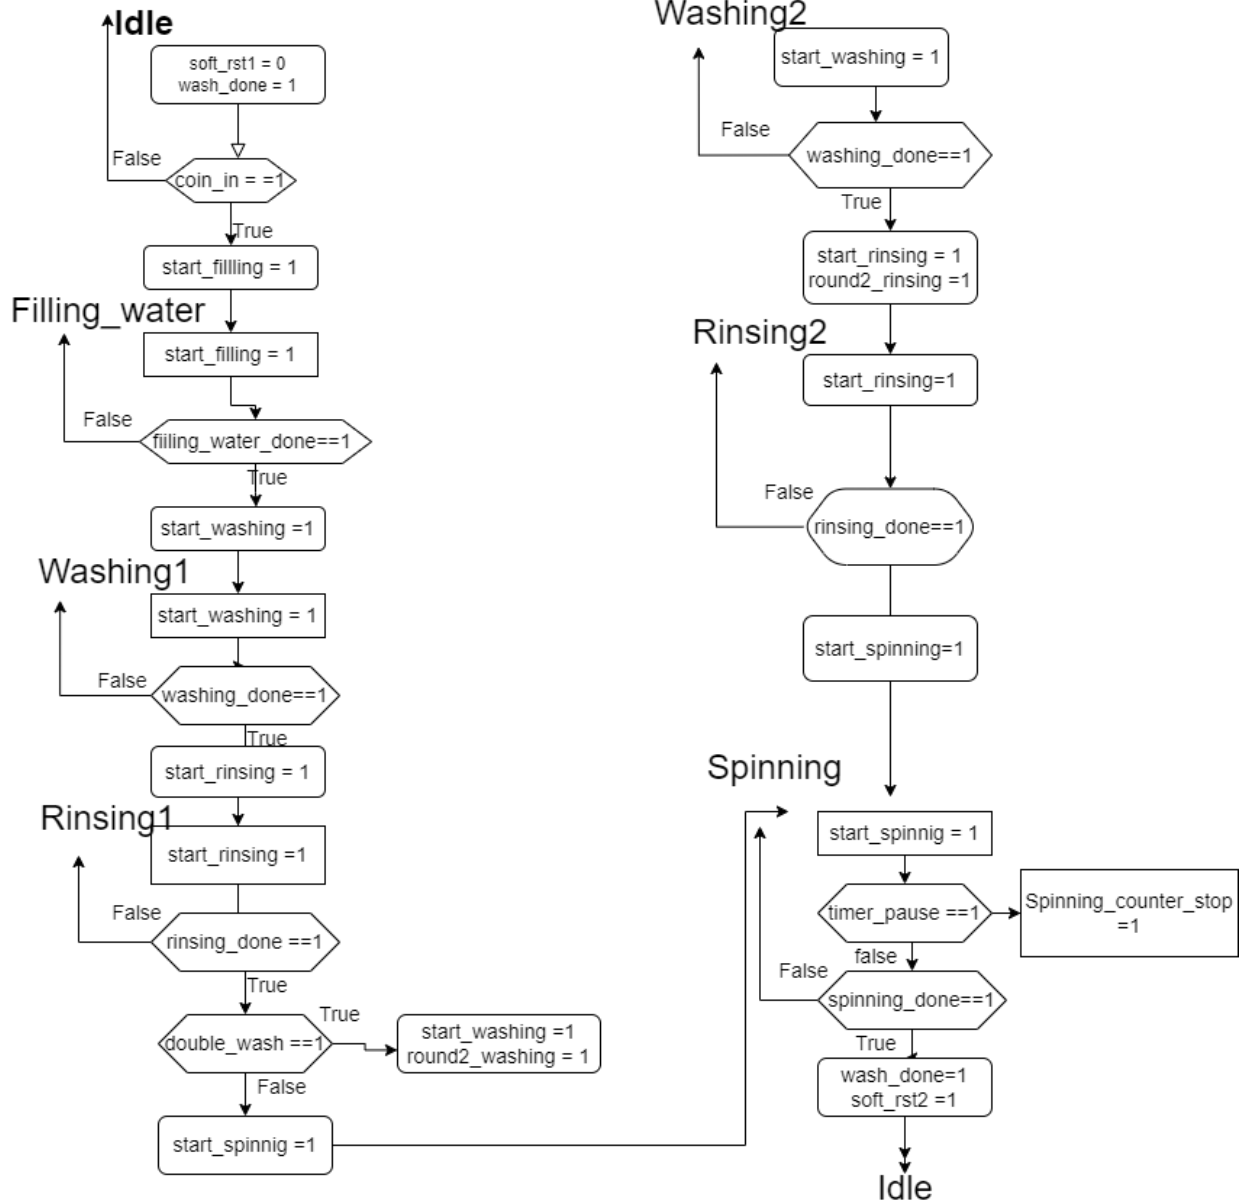 Idle
soft_rst1 = 0
wash_done = 1
False
coin_in = =1
True
start_fillling = 1
Filling_water
start_filling = 1
False
fiiling_water_done==1
True
start_washing =1
Washing1
start_washing = 1
False
washing_done==1
True
start_rinsing = 1
Rinsing1
start_rinsing =1
False
rinsing_done ==1
True
double_wash ==1
True
start_washing =1
round2_washing = 1
False
start_spinnig =1
Washing2
start_washing = 1
False
washing_done==1
True
start_rinsing = 1
round2_rinsing =1
Rinsing2
start_rinsing=1
False
rinsing_done==1
start_spinning=1
Spinning
start_spinnig = 1
timer_pause ==1
Spinning_counter_stop
=1
false
False
spinning_done==1
True
wash_done=1
soft_rst2 =1
Idle